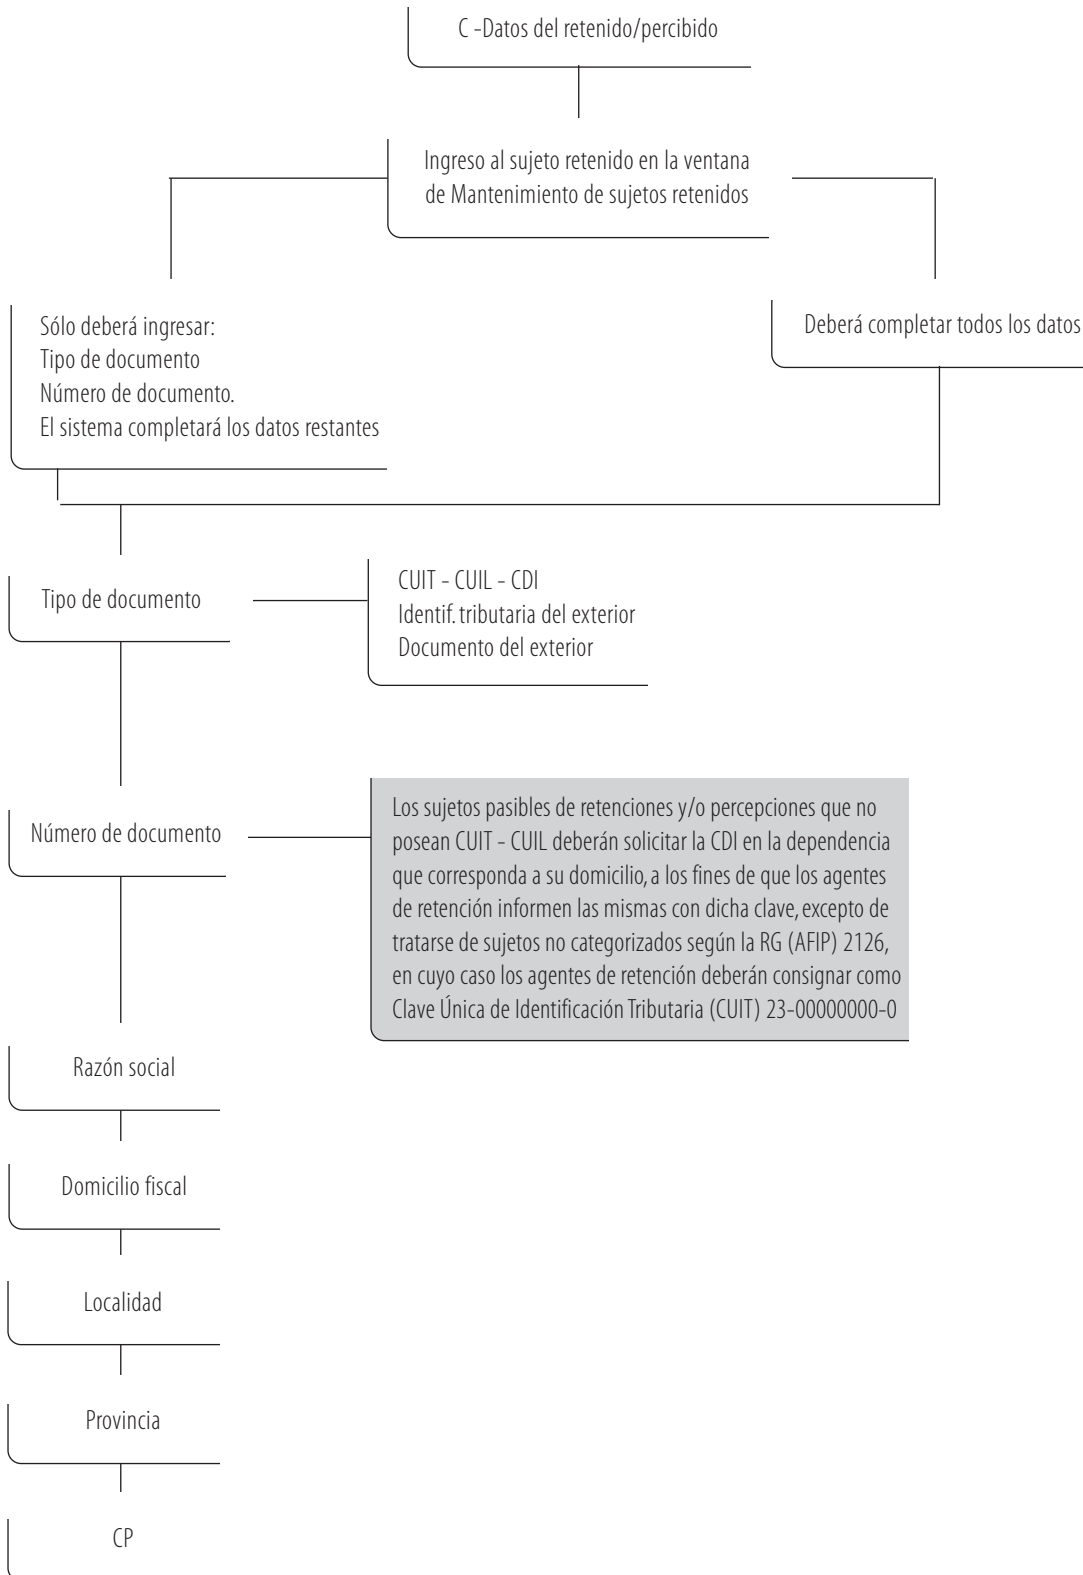 C -Datos del retenido/percibido
Ingreso al sujeto retenido en la ventana
de Mantenimiento de sujetos retenidos
Sólo deberá ingresar:
Tipo de documento
Número de documento.
El sistema completará los datos restantes
Deberá completar todos los datos
Tipo de documento
CUIT - CUIL - CDI
Identif. tributaria del exterior
Documento del exterior
Número de documento
Los sujetos pasibles de retenciones y/o percepciones que no
posean CUIT - CUIL deberán solicitar la CDI en la dependencia
que corresponda a su domicilio, a los fines de que los agentes
de retención informen las mismas con dicha clave, excepto de
tratarse de sujetos no categorizados según la RG (AFIP) 2126,
en cuyo caso los agentes de retención deberán consignar como
Clave Única de Identificación Tributaria (CUIT) 23-00000000-0
Razón social
Domicilio fiscal
Localidad
Provincia
CP